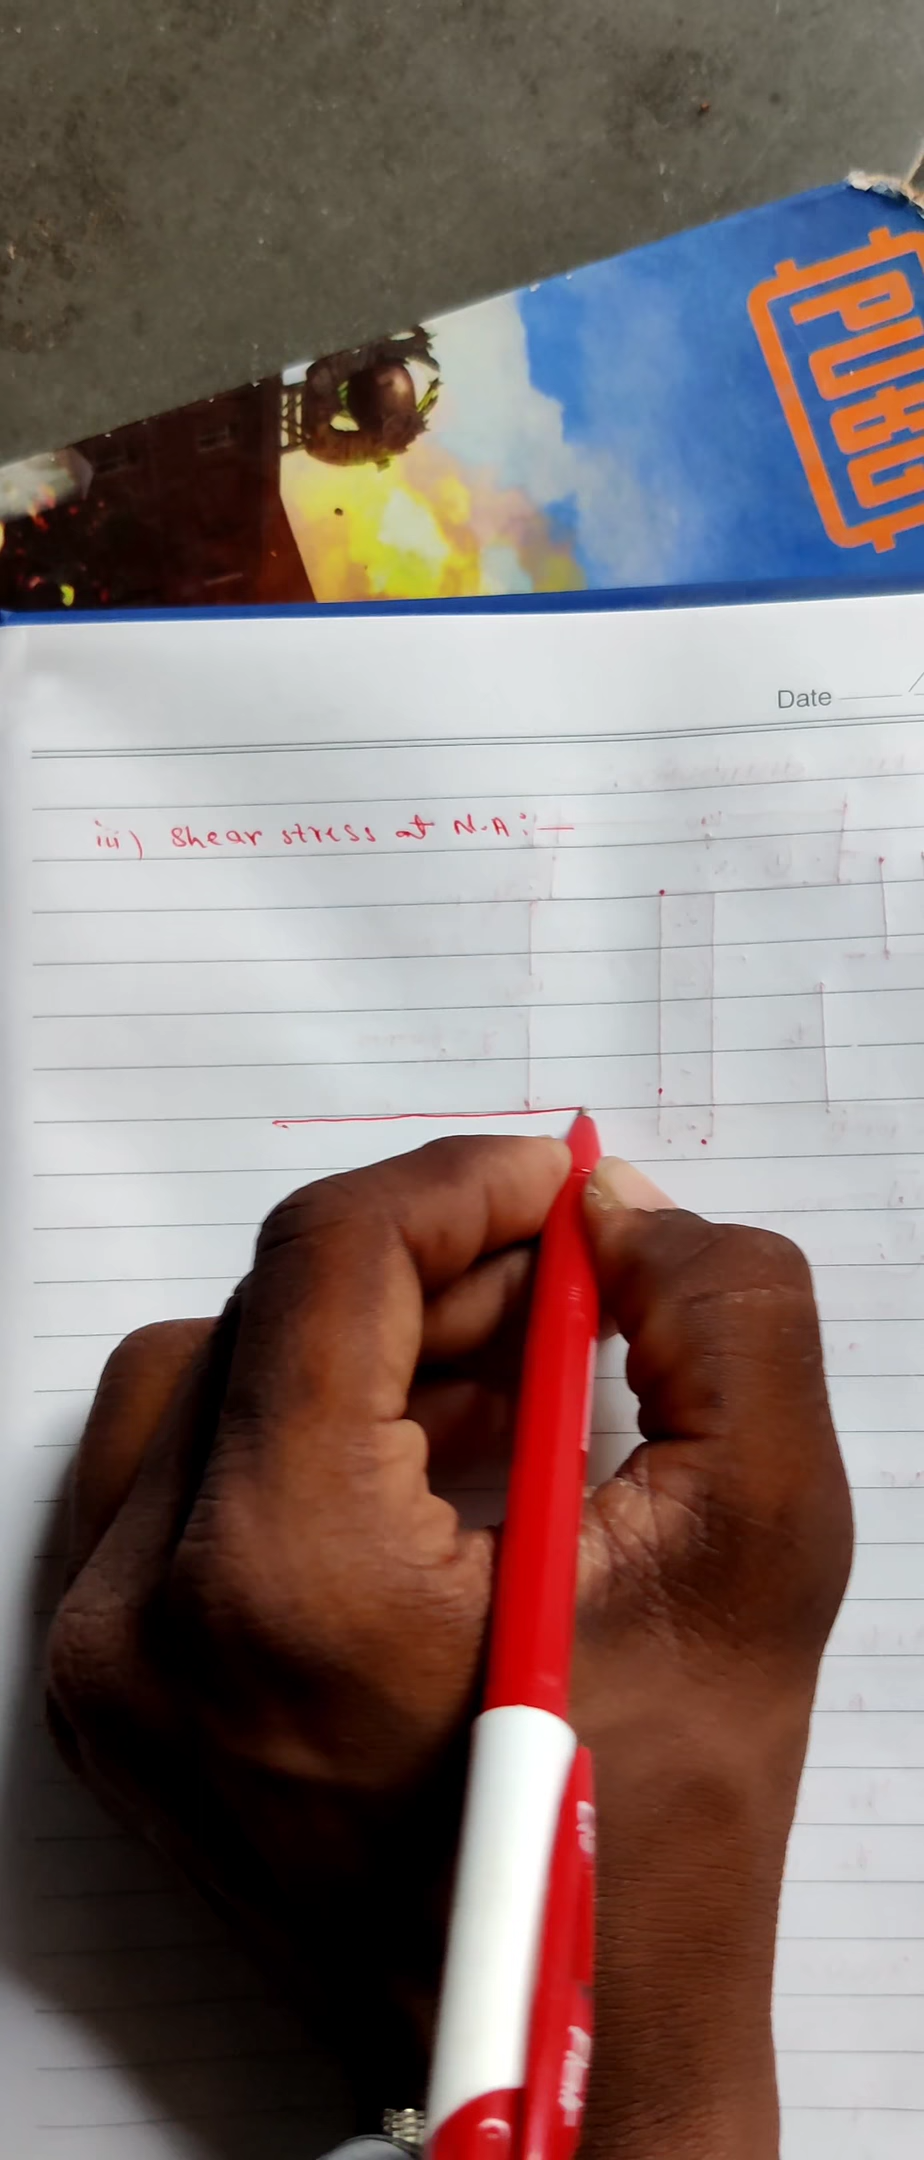 PUBG
Date
iii) Shear stress at N.A :-